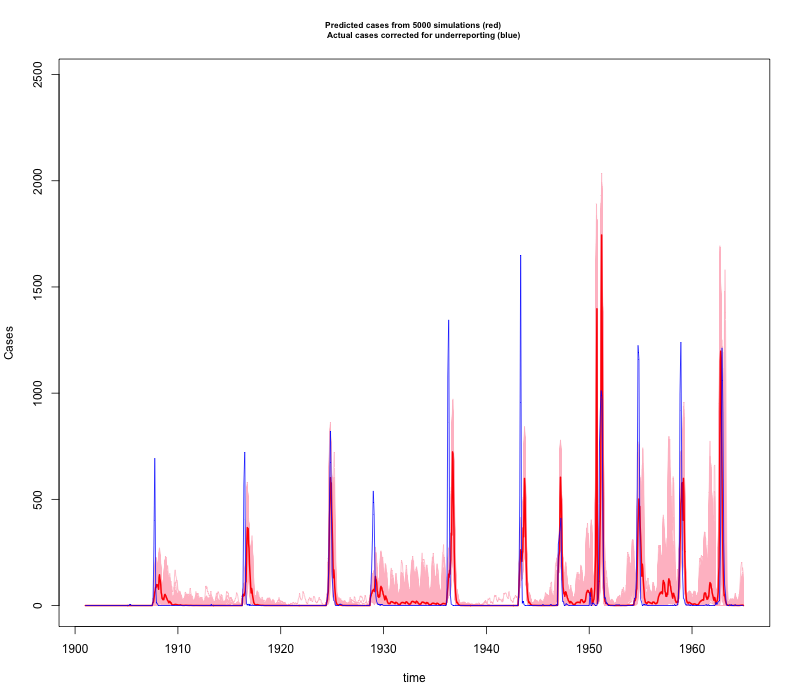 Predicted cases from 5000 simulations (red)
Actual cases corrected for underreporting (blue)
2500
2000
1500
1000
500
0
Cases
1900 1910 1920 1930 1940 1950 1960
time